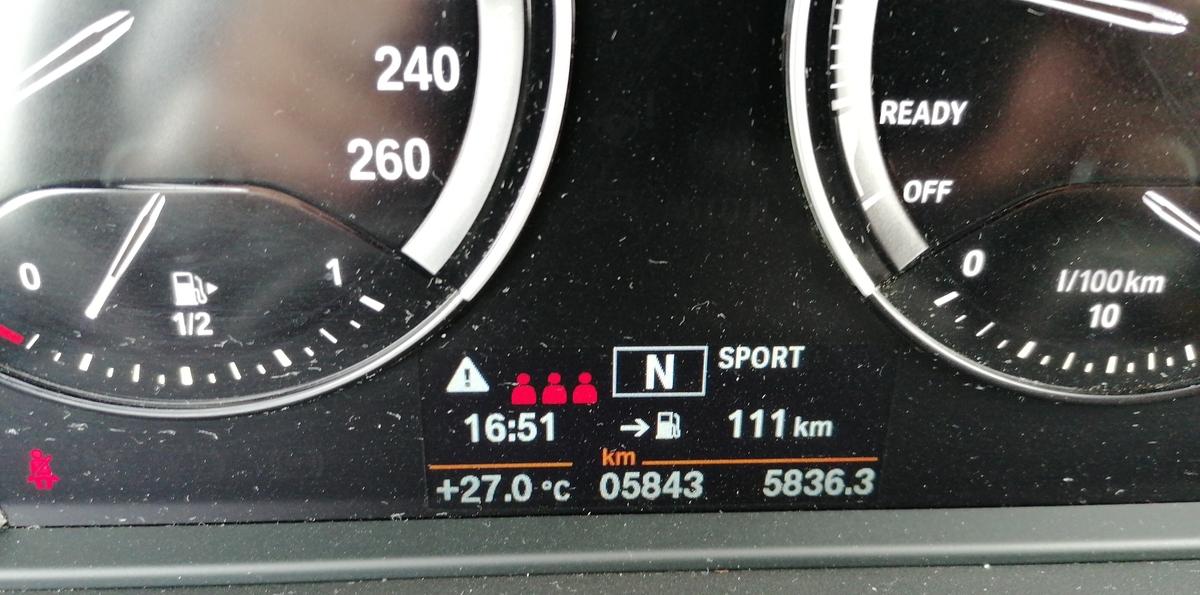 240
260
0
1
1/2
READY
OFF
0
l/100km
10
N
SPORT
16:51
111 km
km
+27.0 °C
05843
5836.3